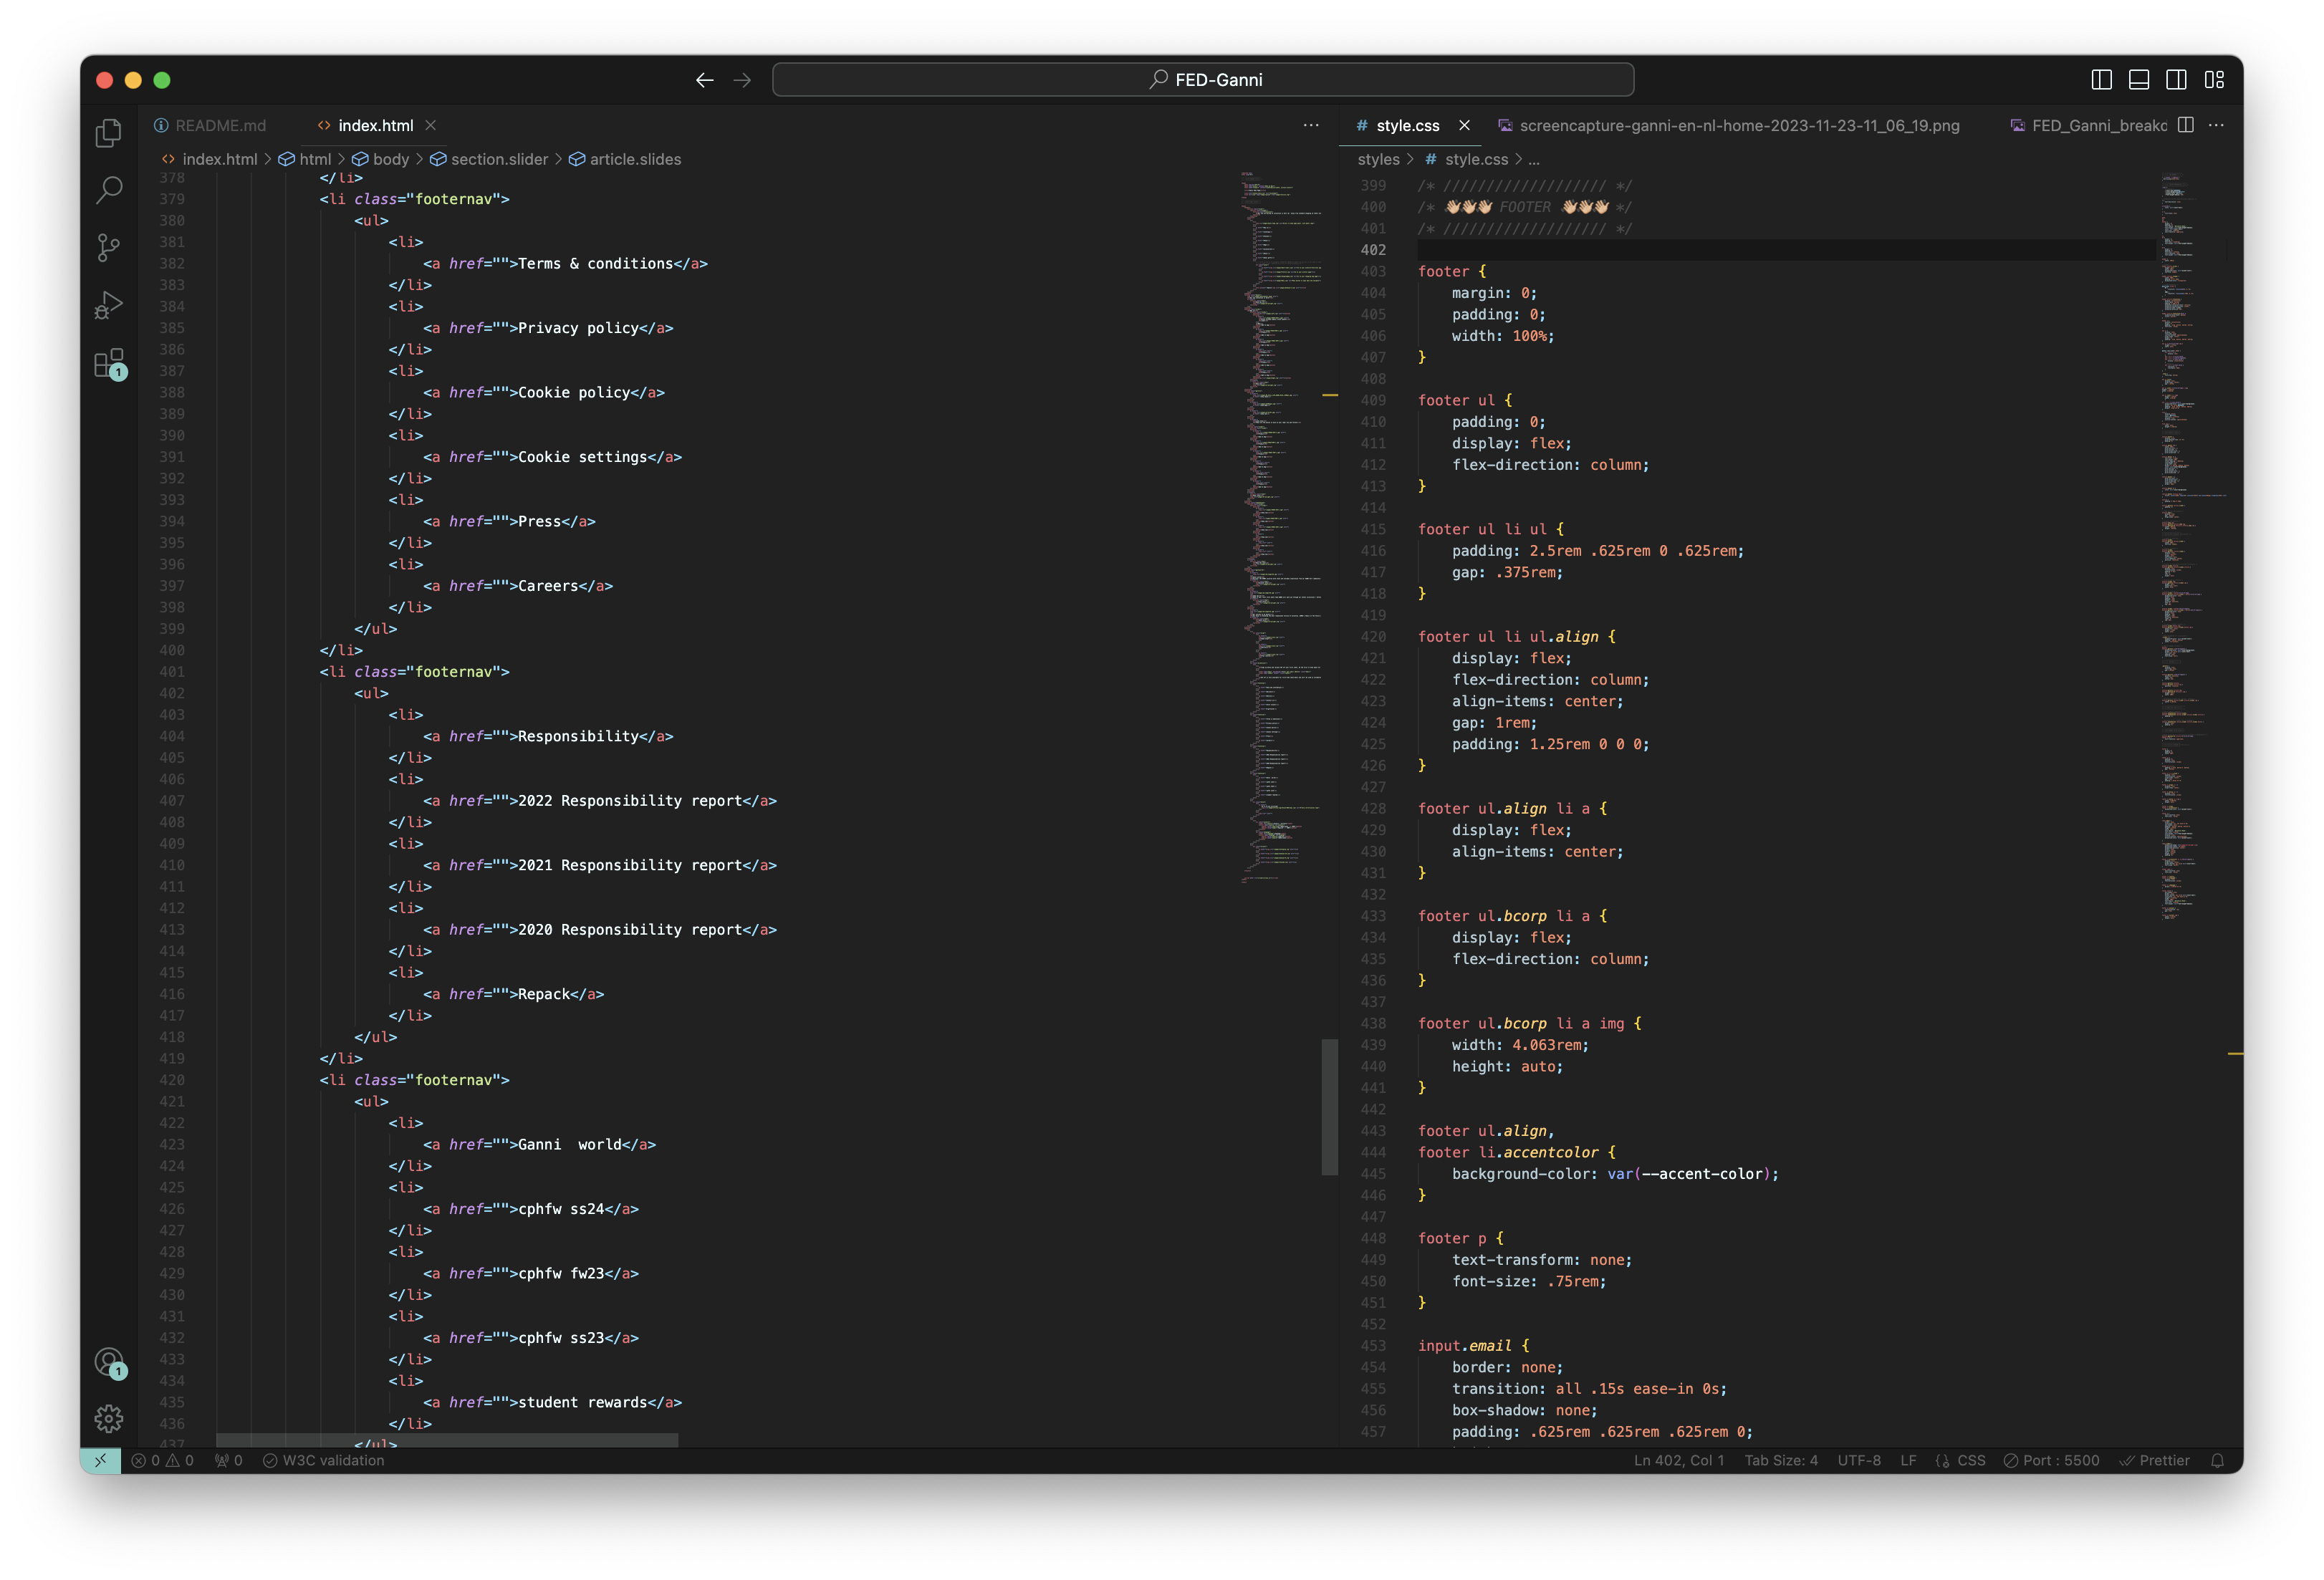 FED-Ganni
README.md
index.html
index.html > html > body > section.slider > article.slides
378 </li>
379 <li class="footernav">
380 <ul>
381 <li>
382 <a href="">Terms & conditions</a>
383 </li>
384 <li>
385 <a href="">Privacy policy</a>
386 </li>
387 <li>
388 <a href="">Cookie policy</a>
389 </li>
390 <li>
391 <a href="">Cookie settings</a>
392 </li>
393 <li>
394 <a href="">Press</a>
395 </li>
396 <li>
397 <a href="">Careers</a>
398 </li>
399 </ul>
400 </li>
401 <li class="footernav">
402 <ul>
403 <li>
404 <a href="">Responsibility</a>
405 </li>
406 <li>
407 <a href="">2022 Responsibility report</a>
408 </li>
409 <li>
410 <a href="">2021 Responsibility report</a>
411 </li>
412 <li>
413 <a href="">2020 Responsibility report</a>
414 </li>
415 <li>
416 <a href="">Repack</a>
417 </li>
418 </ul>
419 </li>
420 <li class="footernav">
421 <ul>
422 <li>
423 <a href="">Ganni  world</a>
424 </li>
425 <li>
426 <a href="">cphfw ss24</a>
427 </li>
428 <li>
429 <a href="">cphfw fw23</a>
430 </li>
431 <li>
432 <a href="">cphfw ss23</a>
433 </li>
434 <li>
435 <a href="">student rewards</a>
436 </li>
437 </ul>
# style.css
screencapture-ganni-en-nl-home-2023-11-23-11_06_19.png
FED_Ganni_breakd
styles > # style.css > ...
399 /* /////////////////// */
400 /* 👋🏼👋🏼👋🏼 FOOTER 👋🏼👋🏼👋🏼 */
401 /* /////////////////// */
402
403 footer {
404 margin: 0;
405 padding: 0;
406 width: 100%;
407 }
408
409 footer ul {
410 padding: 0;
411 display: flex;
412 flex-direction: column;
413 }
414
415 footer ul li ul {
416 padding: 2.5rem .625rem 0 .625rem;
417 gap: .375rem;
418 }
419
420 footer ul li ul.align {
421 display: flex;
422 flex-direction: column;
423 align-items: center;
424 gap: 1rem;
425 padding: 1.25rem 0 0 0;
426 }
427
428 footer ul.align li a {
429 display: flex;
430 align-items: center;
431 }
432
433 footer ul.bcorp li a {
434 display: flex;
435 flex-direction: column;
436 }
437
438 footer ul.bcorp li a img {
439 width: 4.063rem;
440 height: auto;
441 }
442
443 footer ul.align,
444 footer li.accentcolor {
445 background-color: var(--accent-color);
446 }
447
448 footer p {
449 text-transform: none;
450 font-size: .75rem;
451 }
452
453 input.email {
454 border: none;
455 transition: all .15s ease-in 0s;
456 box-shadow: none;
457 padding: .625rem .625rem .625rem 0;
1
1
0 0 0 W3C validation
Ln 402, Col 1 Tab Size: 4 UTF-8 LF {} CSS Port : 5500 Prettier